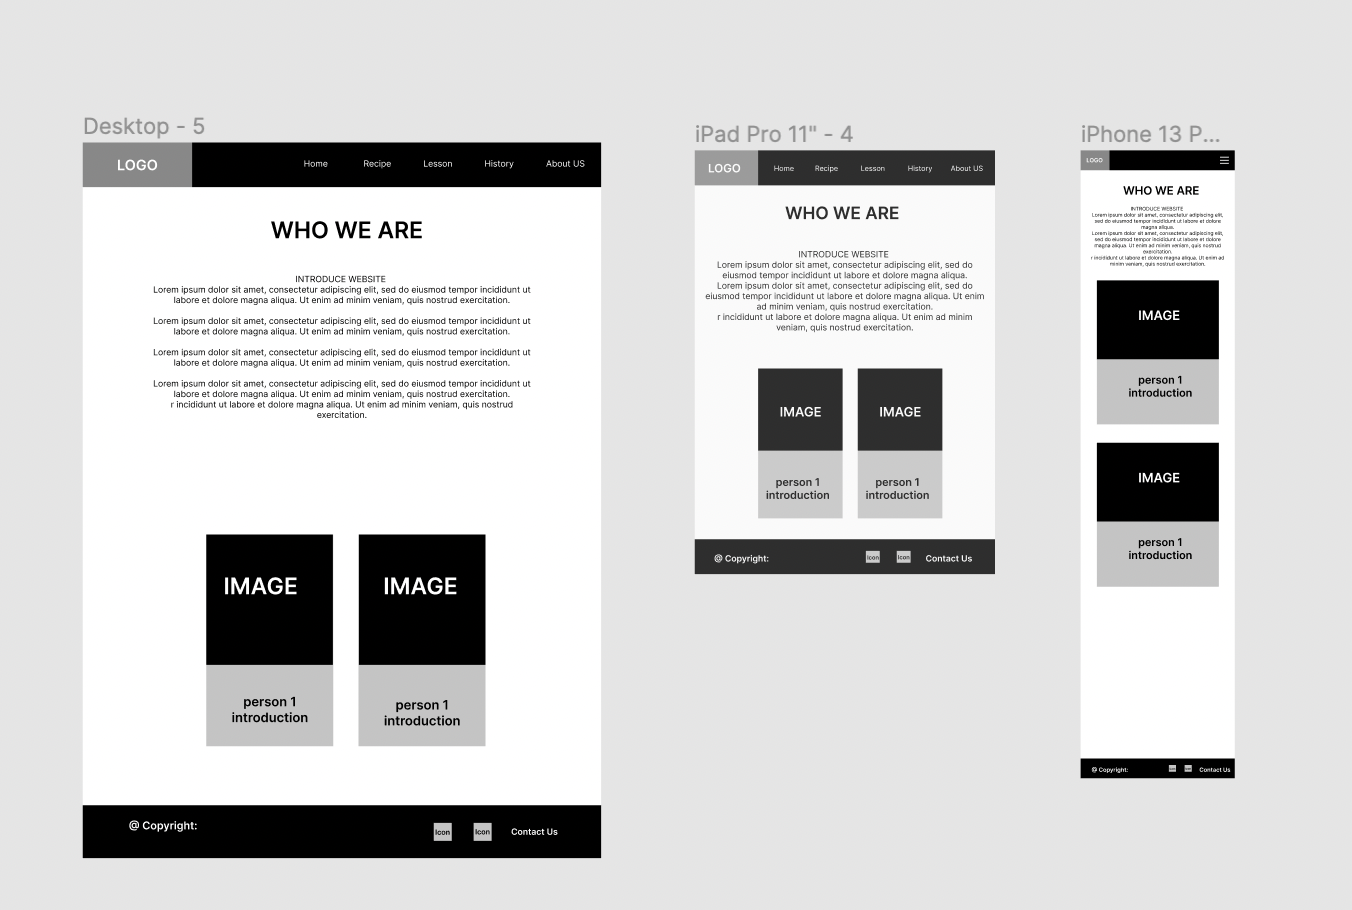 Desktop - 5
LOGO
Home
Recipe
Lesson
History
About US
WHO WE ARE
INTRODUCE WEBSITE
Lorem ipsum dolor sit amet, consectetur adipiscing elit, sed do eiusmod tempor incididunt ut
labore et dolore magna aliqua. Ut enim ad minim veniam, quis nostrud exercitation.
Lorem ipsum dolor sit amet, consectetur adipiscing elit, sed do eiusmod tempor incididunt ut
labore et dolore magna aliqua. Ut enim ad minim veniam, quis nostrud exercitation.
Lorem ipsum dolor sit amet, consectetur adipiscing elit, sed do eiusmod tempor incididunt ut
labore et dolore magna aliqua. Ut enim ad minim veniam, quis nostrud exercitation.
Lorem ipsum dolor sit amet, consectetur adipiscing elit, sed do eiusmod tempor incididunt ut
labore et dolore magna aliqua. Ut enim ad minim veniam, quis nostrud exercitation.
r incididunt ut labore et dolore magna aliqua. Ut enim ad minim veniam, quis nostrud
exercitation.
IMAGE
person 1
introduction
IMAGE
person 1
introduction
@ Copyright:
Icon
Icon
Contact Us
iPad Pro 11" - 4
LOGO
Home
Recipe
Lesson
History
About US
WHO WE ARE
INTRODUCE WEBSITE
Lorem ipsum dolor sit amet, consectetur adipiscing elit, sed do
eiusmod tempor incididunt ut labore et dolore magna aliqua.
Lorem ipsum dolor sit amet, consectetur adipiscing elit, sed do
eiusmod tempor incididunt ut labore et dolore magna aliqua. Ut enim
ad minim veniam, quis nostrud exercitation.
r incididunt ut labore et dolore magna aliqua. Ut enim ad minim
veniam, quis nostrud exercitation.
IMAGE
person 1
introduction
IMAGE
person 1
introduction
@ Copyright:
Icon
Icon
Contact Us
iPhone 13 P...
LOGO
WHO WE ARE
INTRODUCE WEBSITE
Lorem ipsum dolor sit amet, consectetur adipiscing elit,
sed do eiusmod tempor incididunt ut labore et dolore
magna aliqua.
Lorem ipsum dolor sit amet, consectetur adipiscing elit,
sed do eiusmod tempor incididunt ut labore et dolore
magna aliqua. Ut enim ad minim veniam, quis nostrud
exercitation.
r incididunt ut labore et dolore magna aliqua. Ut enim ad
minim veniam, quis nostrud exercitation.
IMAGE
person 1
introduction
IMAGE
person 1
introduction
@ Copyright:
Contact Us